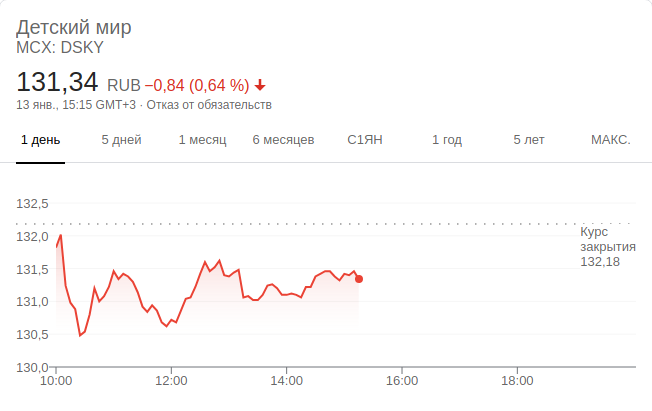 Детский мир
MCX: DSKY
131,34 RUB −0,84 (0,64 %)
13 янв., 15:15 GMT+3 · Отказ от обязательств
1 день 5 дней 1 месяц 6 месяцев С1ЯН 1 год 5 лет МАКС.
132,5
Курс
132,0
закрытия
132,18
131,5
131,0
130,5
130,0
10:00 12:00 14:00 16:00 18:00